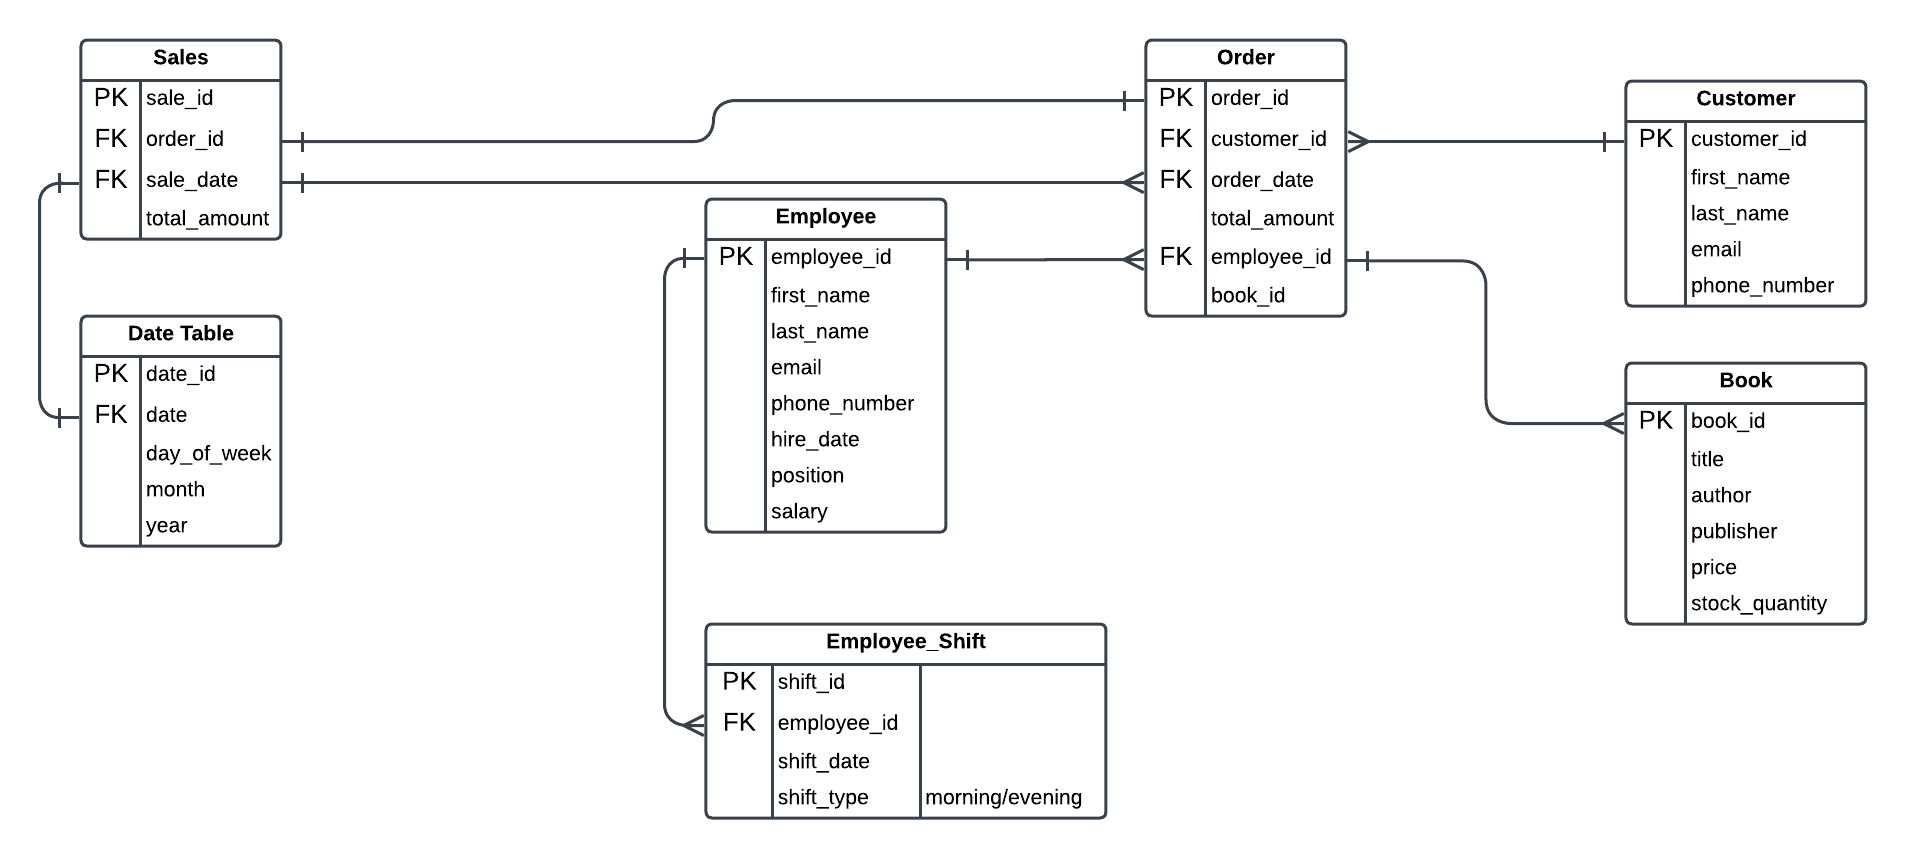 Sales
PK sale_id
FK order_id
FK sale_date
total_amount
Date Table
PK date_id
FK date
day_of_week
month
year
Employee
PK employee_id
first_name
last_name
email
phone_number
hire_date
position
salary
Employee_Shift
PK shift_id
FK employee_id
shift_date
shift_type morning/evening
Order
PK order_id
FK customer_id
FK order_date
total_amount
FK employee_id
book_id
Customer
PK customer_id
first_name
last_name
email
phone_number
Book
PK book_id
title
author
publisher
price
stock_quantity